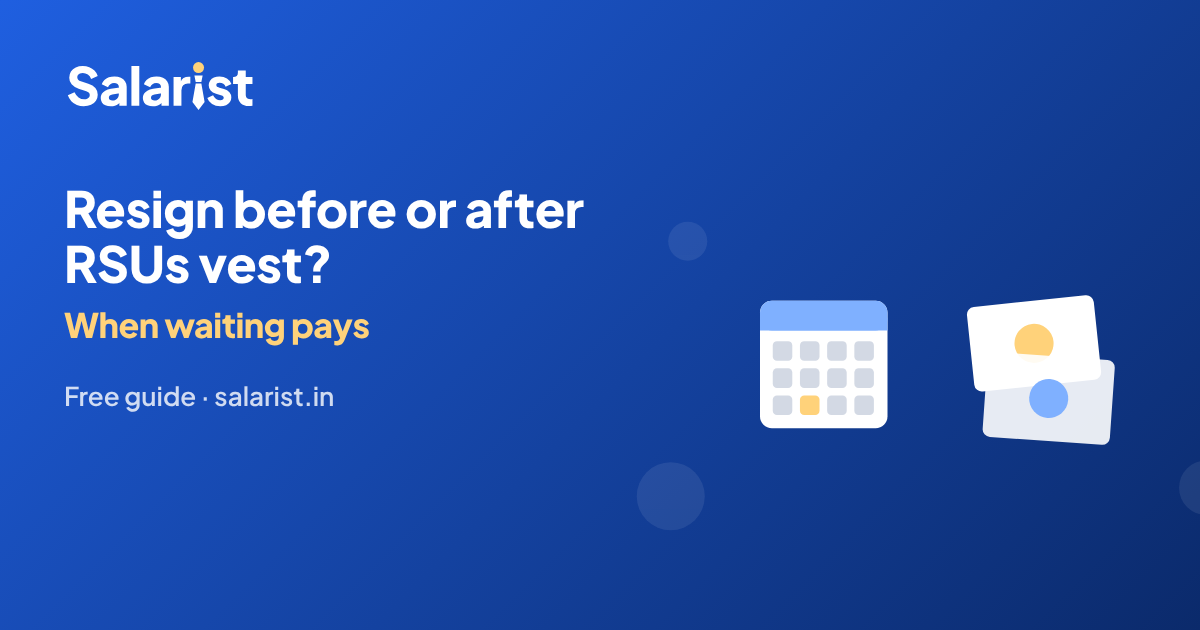 Salarist
Resign before or after
RSUs vest?
When waiting pays
Free guide · salarist.in